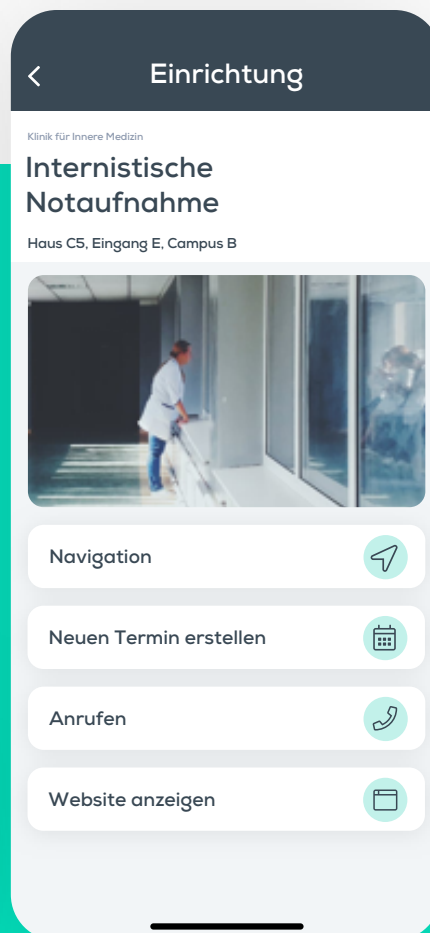 Einrichtung
Klinik für Innere Medizin
Internistische
Notaufnahme
Haus C5, Eingang E, Campus B
Navigation
Neuen Termin erstellen
Anrufen
Website anzeigen